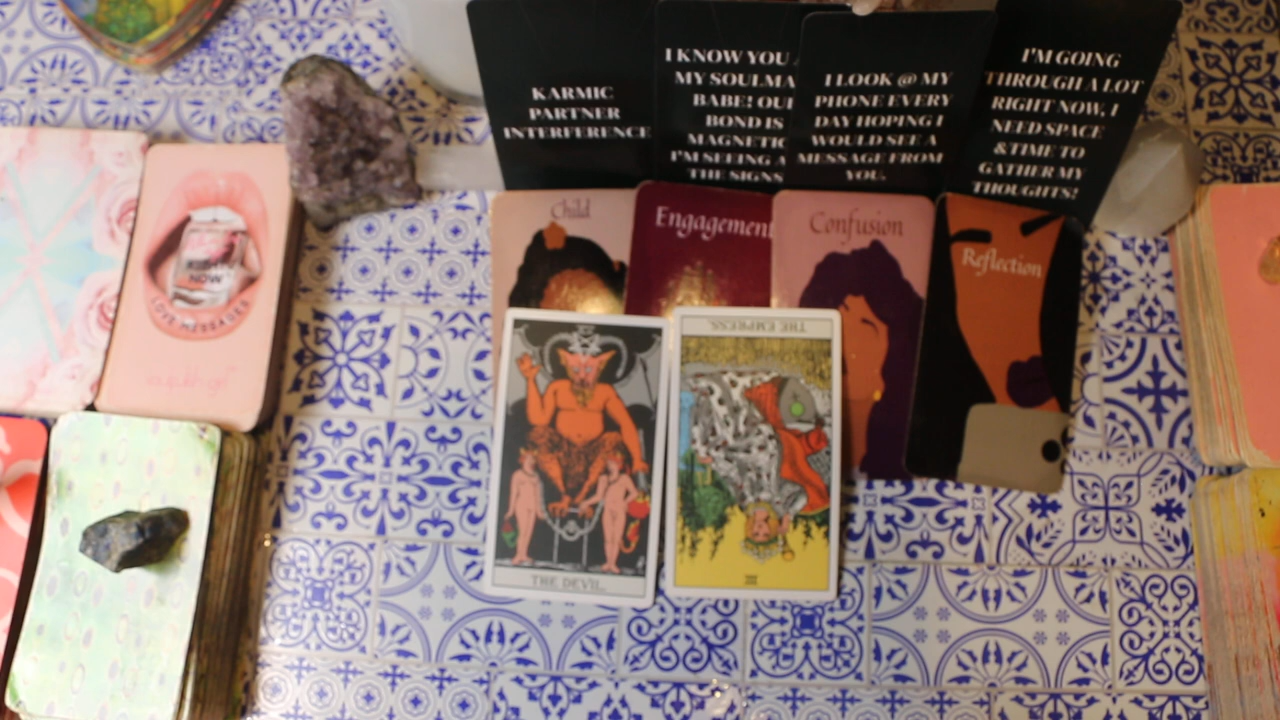 KARMIC
PARTNER
INTERFERENCE
I KNOW YOU
MY SOULMA
BABE! OU
BOND IS
MAGNETIC
I'M SEEING A
THE SIGNS
I LOOK @ MY
PHONE EVERY
DAY HOPING I
WOULD SEE A
MESSAGE FROM
YOU.
I'M GOING
THROUGH A LOT
RIGHT NOW, I
NEED SPACE
&TIME TO
GATHER MY
THOUGHTS!
Child
Engagement
Confusion
Reflection
NOW
LOVE MESSAGES
THE DEVIL.
THE EMPRESS.
III